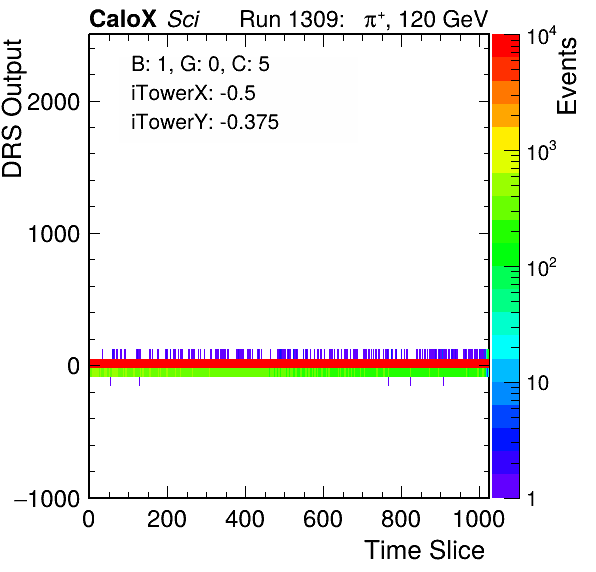 CaloX Sci Run 1309: π⁺, 120 GeV
B: 1, G: 0, C: 5
iTowerX: -0.5
iTowerY: -0.375
DRS Output
2000
1000
0
−1000
0 200 400 600 800 1000
Time Slice
Events
10⁴
10³
10²
10
1